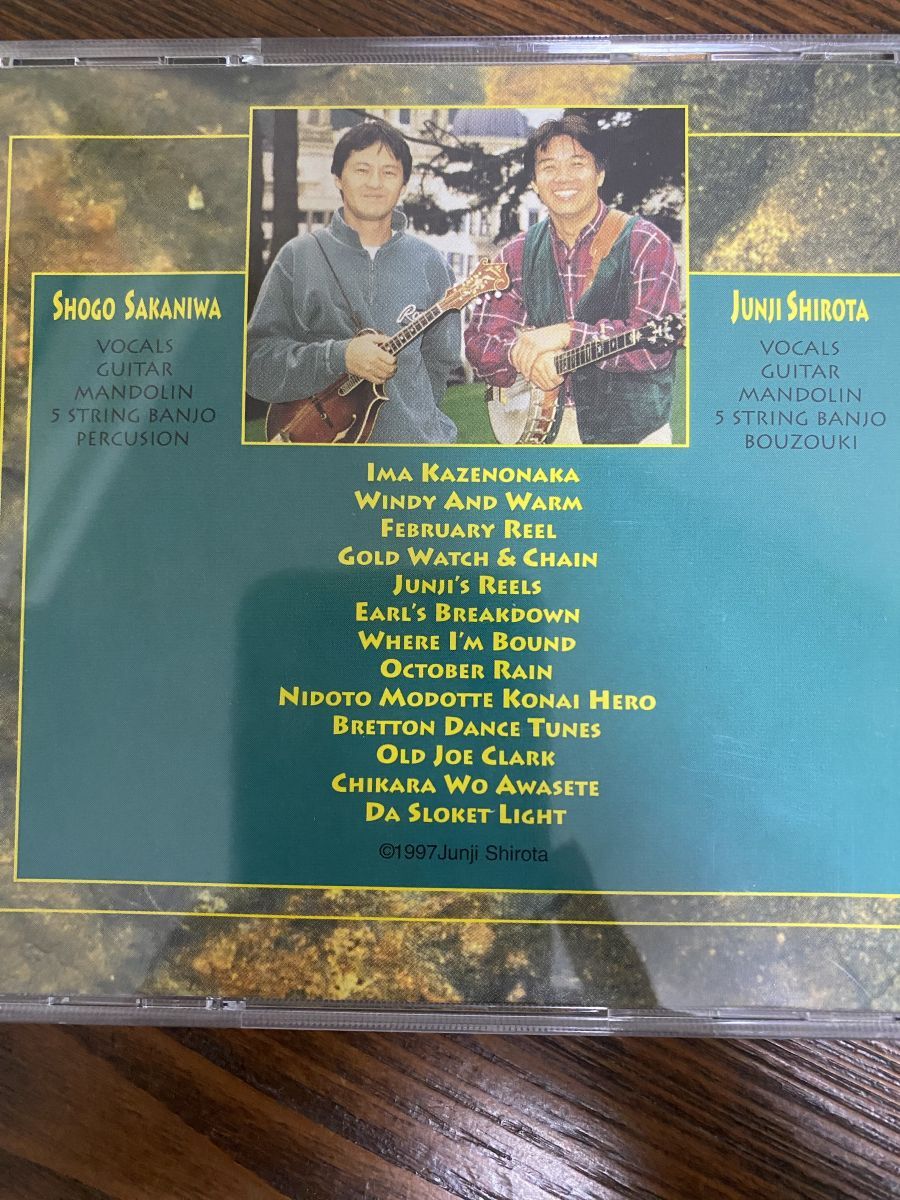 SHOGO SAKANIWA
VOCALS
GUITAR
MANDOLIN
5 STRING BANJO
PERCUSION
JUNJI SHIROTA
VOCALS
GUITAR
MANDOLIN
5 STRING BANJO
BOUZOUKI
IMA KAZENONAKA
WINDY AND WARM
FEBRUARY REEL
GOLD WATCH & CHAIN
JUNJI'S REELS
EARL'S BREAKDOWN
WHERE I'M BOUND
OCTOBER RAIN
NIDOTO MODOTTE KONAI HERO
BRETTON DANCE TUNES
OLD JOE CLARK
CHIKARA WO AWASETE
DA SLOKET LIGHT
©1997Junji Shirota